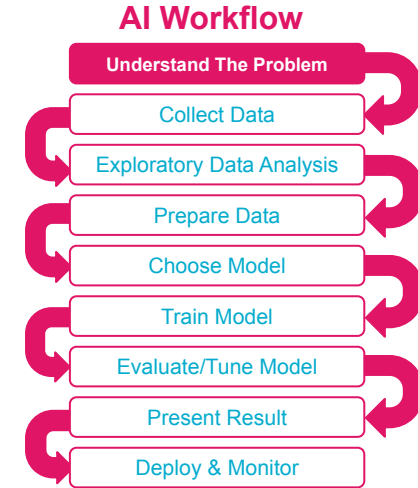 AI Workflow
Understand The Problem
Collect Data
Exploratory Data Analysis
Prepare Data
Choose Model
Train Model
Evaluate/Tune Model
Present Result
Deploy & Monitor